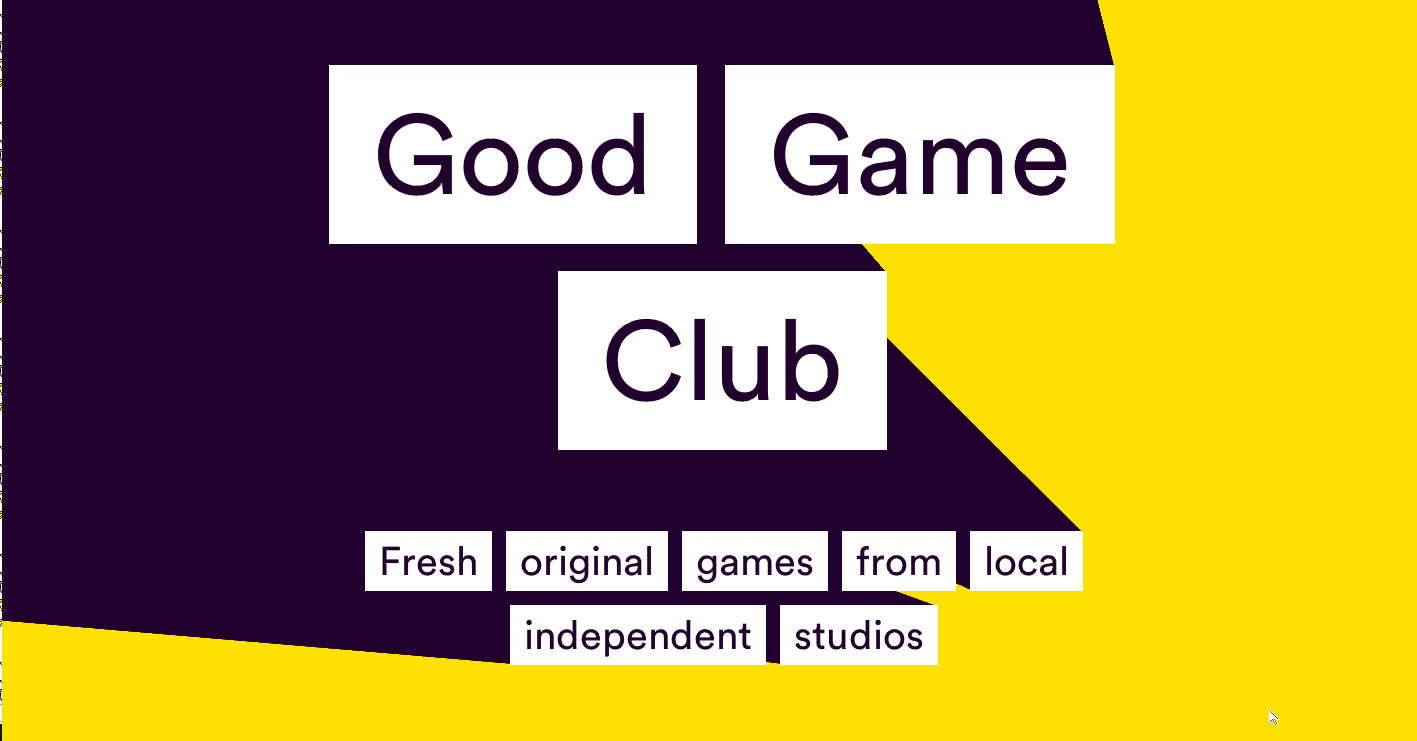 Good Game
Club
Fresh original games from local
independent studios